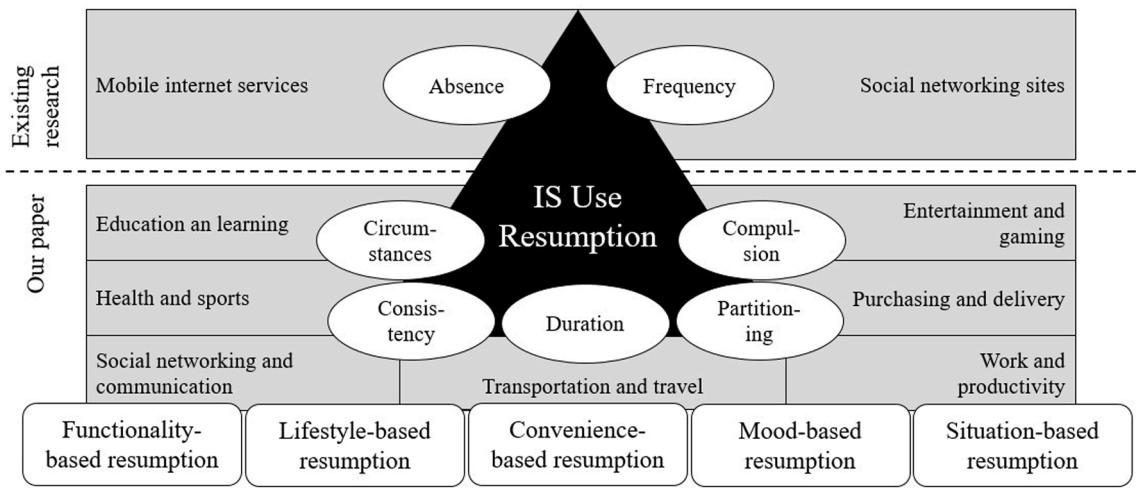 Existing
research
Mobile internet services
Absence
Frequency
Social networking sites
Our paper
IS Use
Resumption
Education an learning
Circum-
stances
Compul-
sion
Entertainment and
gaming
Health and sports
Consis-
tency
Duration
Partition-
ing
Purchasing and delivery
Social networking and
communication
Transportation and travel
Work and
productivity
Functionality-
based resumption
Lifestyle-based
resumption
Convenience-
based resumption
Mood-based
resumption
Situation-based
resumption